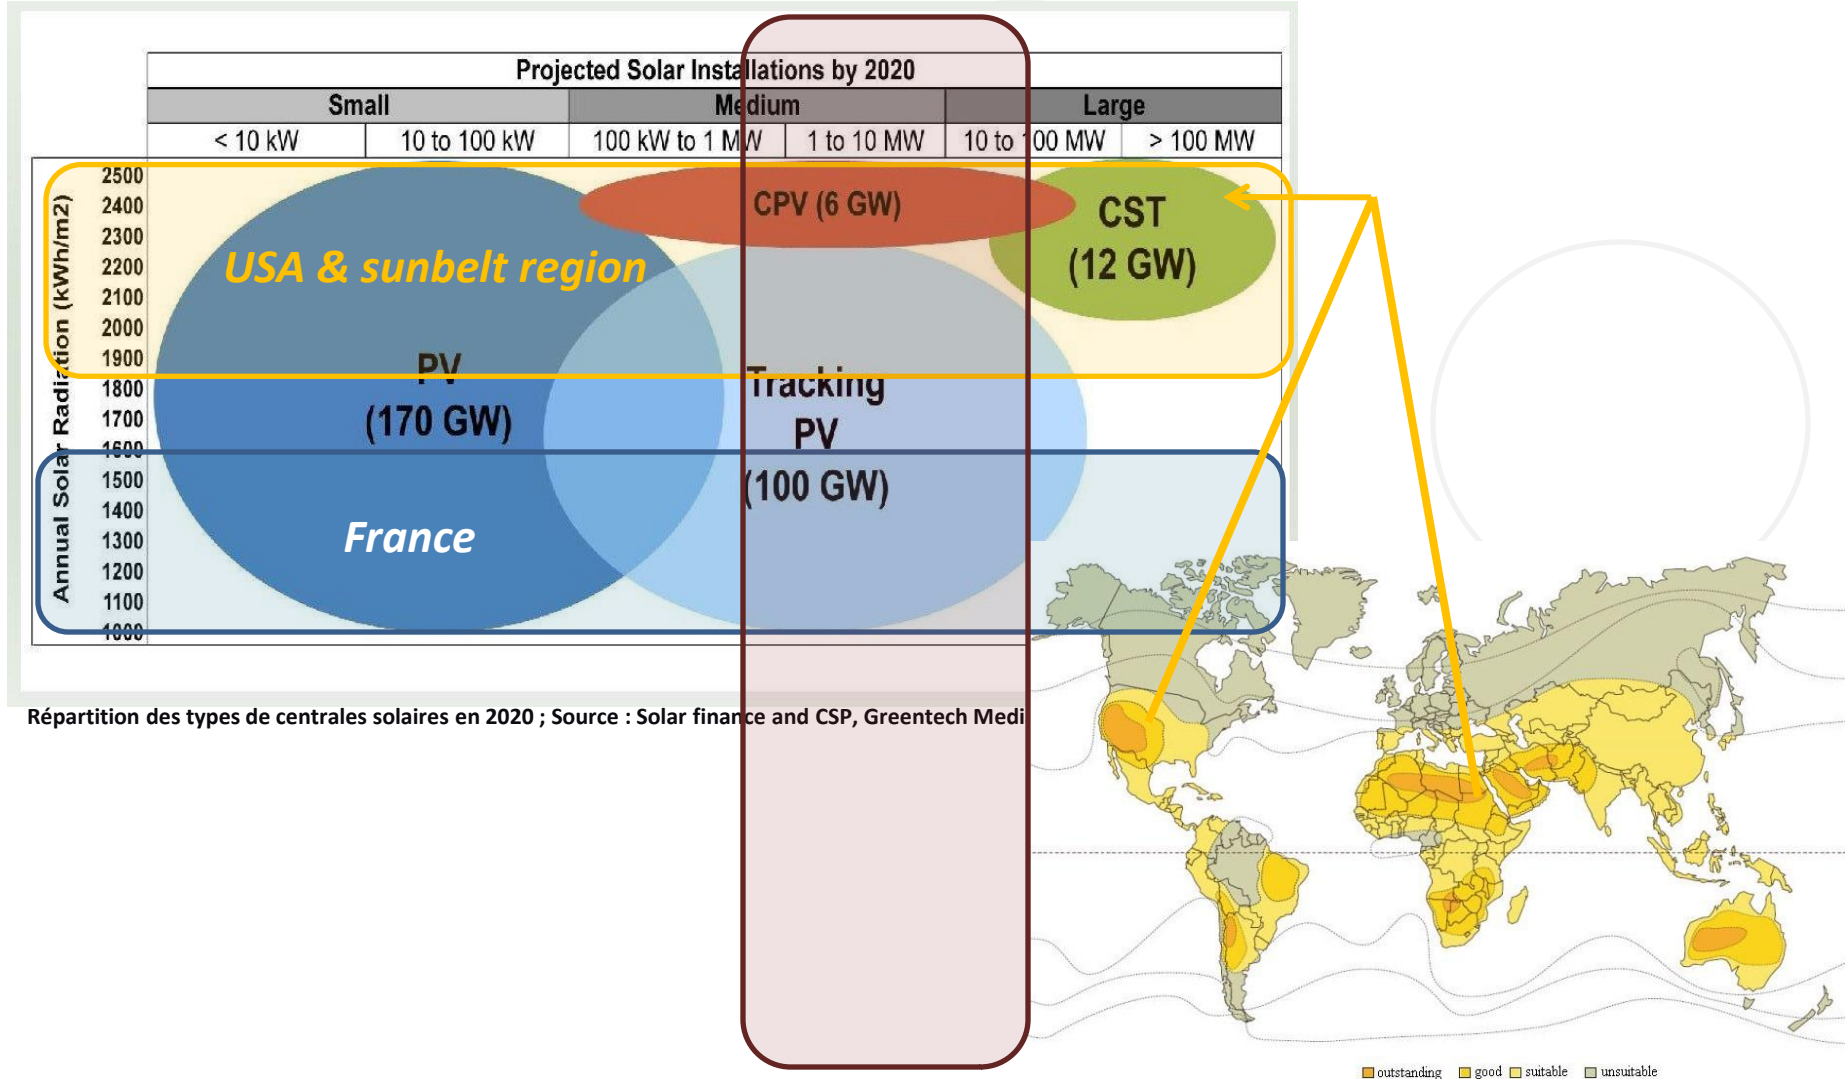 Projected Solar Installations by 2020
Small Medium Large
< 10 kW 10 to 100 kW 100 kW to 1 MW 1 to 10 MW 10 to 100 MW > 100 MW
Annual Solar Radiation (kWh/m2)
2500
2400
2300
2200
2100
2000
1900
1800
1700
1600
1500
1400
1300
1200
1100
1000
CPV (6 GW)
CST
(12 GW)
USA & sunbelt region
PV
(170 GW)
Tracking
PV
(100 GW)
France
Répartition des types de centrales solaires en 2020 ; Source : Solar finance and CSP, Greentech Medi
outstanding good suitable unsuitable